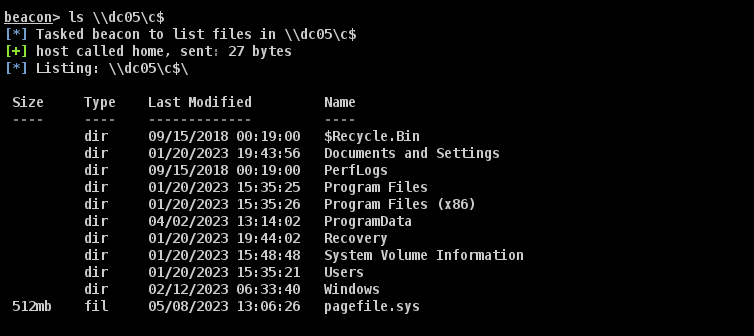 beacon> ls \\dc05\c$
[*] Tasked beacon to list files in \\dc05\c$
[+] host called home, sent: 27 bytes
[*] Listing: \\dc05\c$\
Size Type Last Modified Name
---- ---- ------------- ----
dir 09/15/2018 00:19:00 $Recycle.Bin
dir 01/20/2023 19:43:56 Documents and Settings
dir 09/15/2018 00:19:00 PerfLogs
dir 01/20/2023 15:35:25 Program Files
dir 01/20/2023 15:35:26 Program Files (x86)
dir 04/02/2023 13:14:02 ProgramData
dir 01/20/2023 19:44:02 Recovery
dir 01/20/2023 15:48:48 System Volume Information
dir 01/20/2023 15:35:21 Users
dir 02/12/2023 06:33:40 Windows
512mb fil 05/08/2023 13:06:26 pagefile.sys